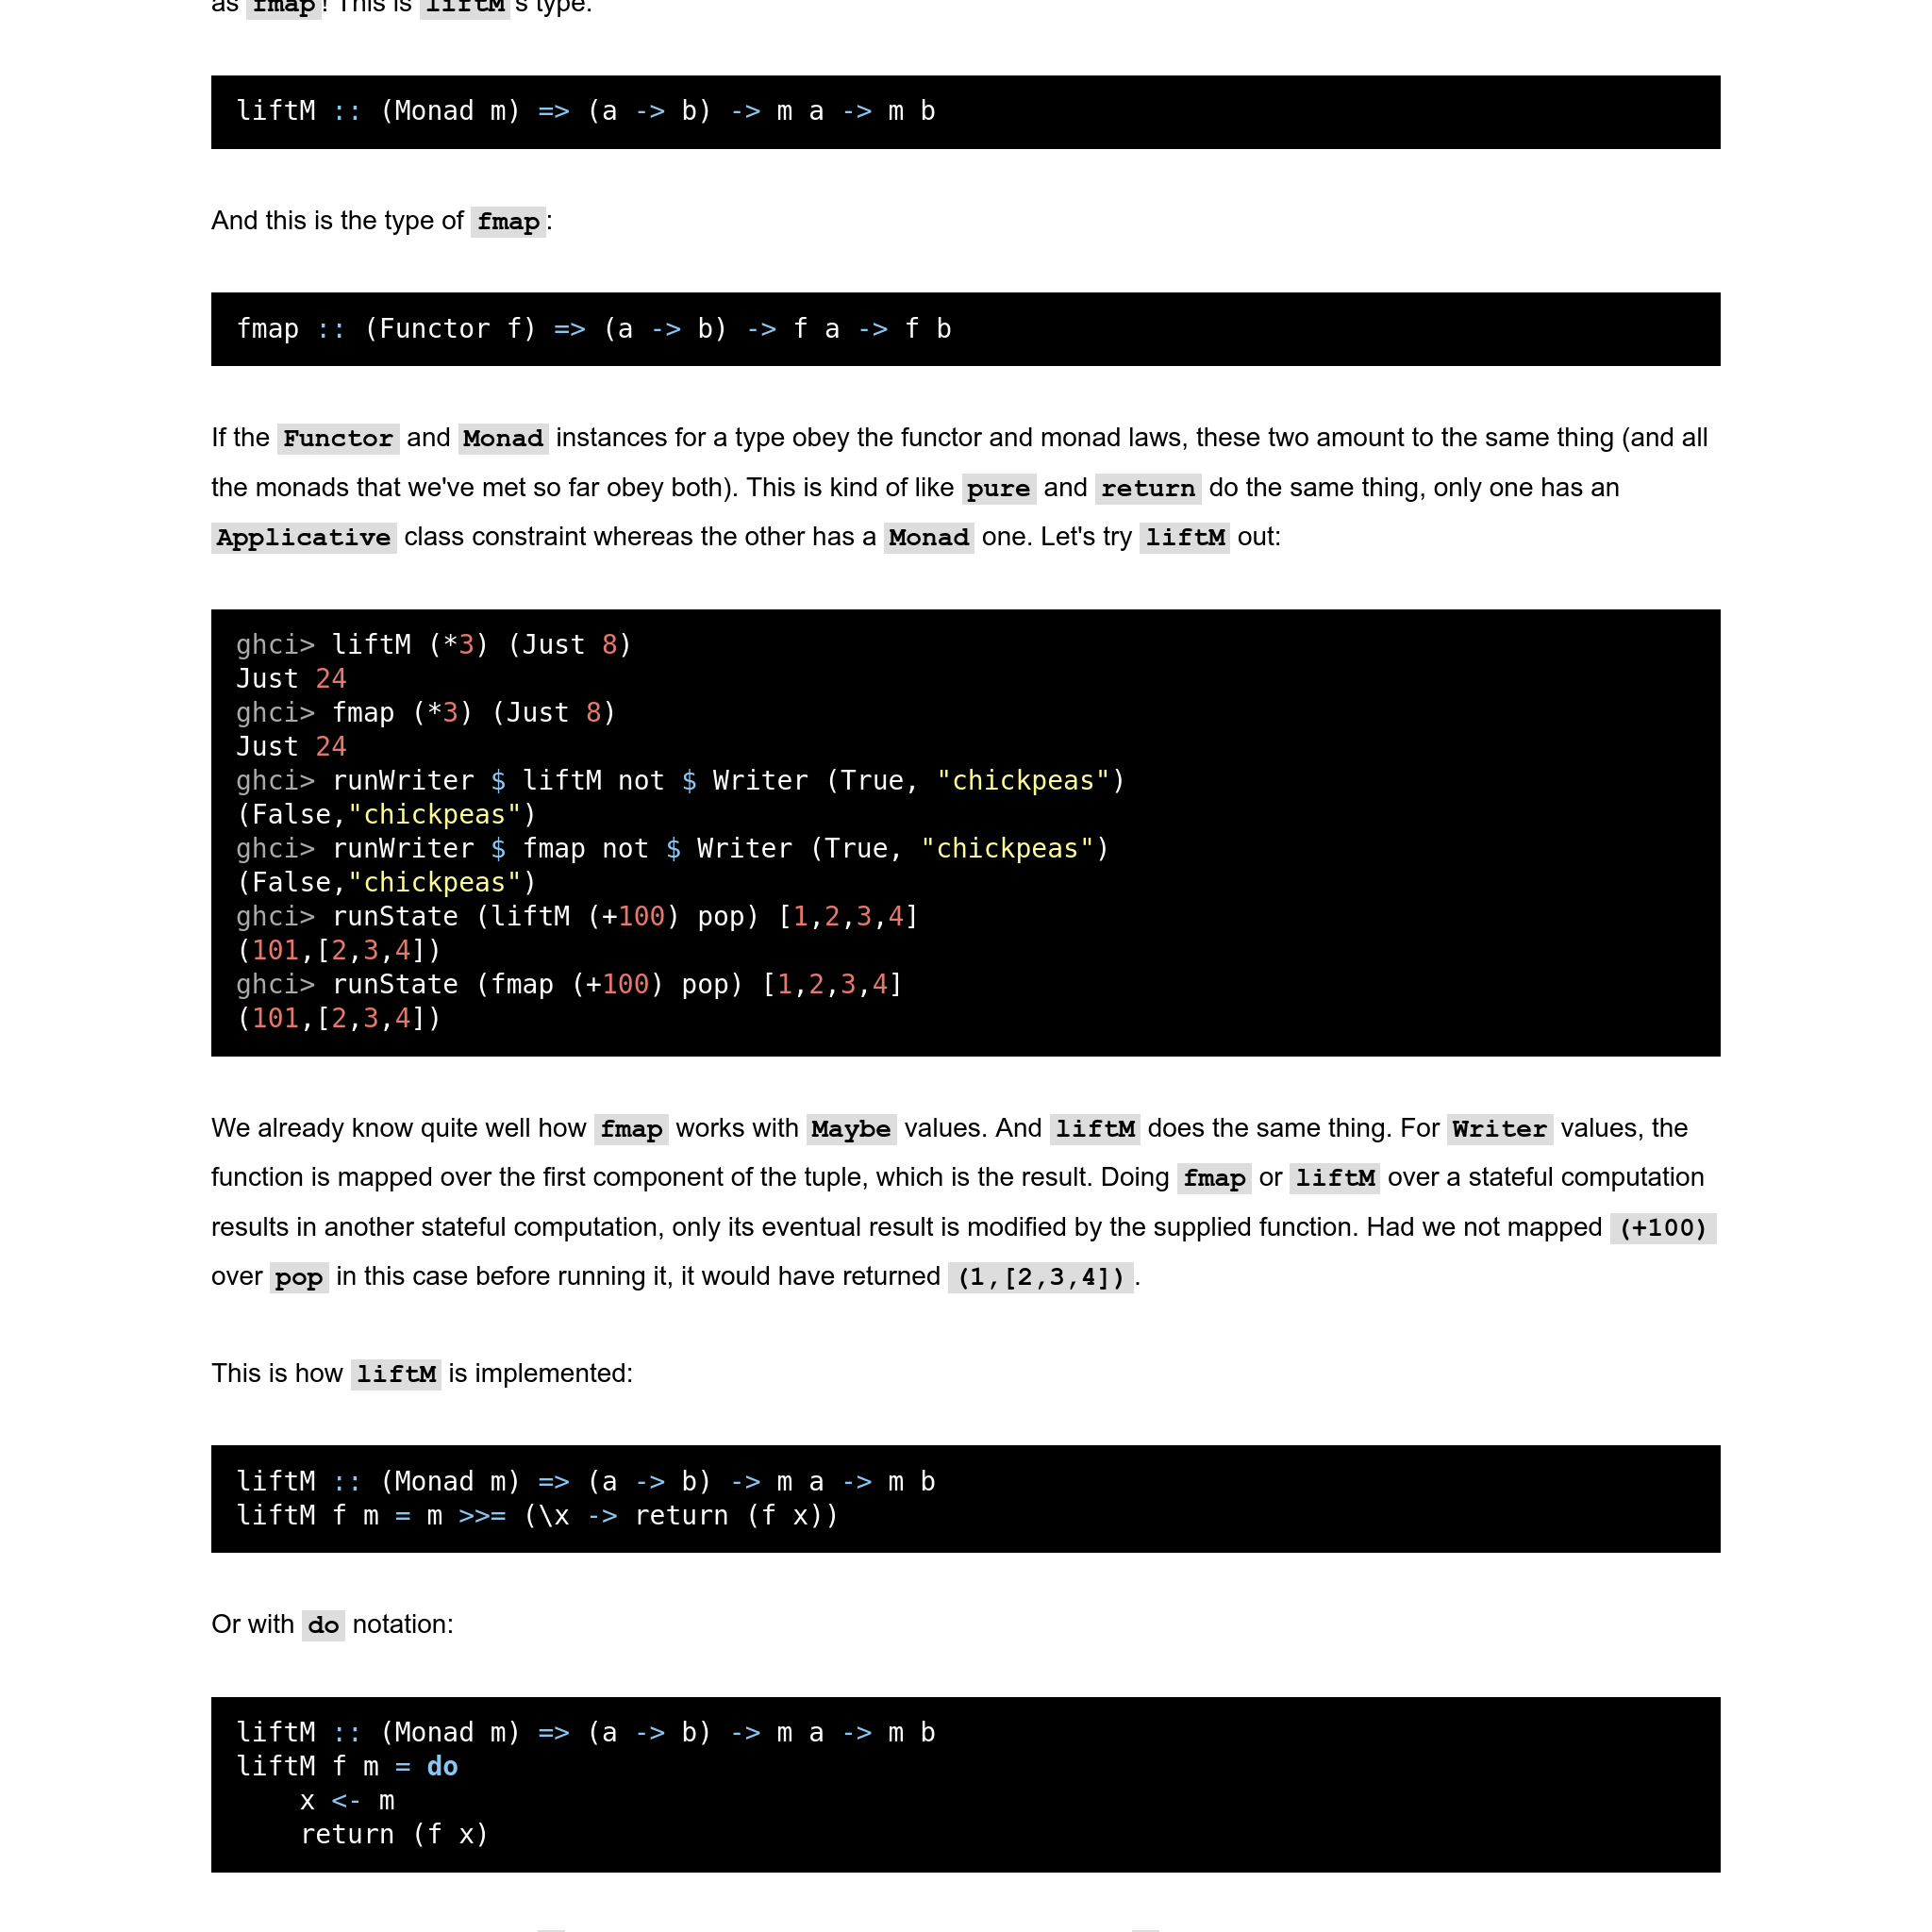 as fmap! This is liftM's type.
liftM :: (Monad m) => (a -> b) -> m a -> m b
And this is the type of fmap:
fmap :: (Functor f) => (a -> b) -> f a -> f b
If the Functor and Monad instances for a type obey the functor and monad laws, these two amount to the same thing (and all
the monads that we've met so far obey both). This is kind of like pure and return do the same thing, only one has an
Applicative class constraint whereas the other has a Monad one. Let's try liftM out:
ghci> liftM (*3) (Just 8)
Just 24
ghci> fmap (*3) (Just 8)
Just 24
ghci> runWriter $ liftM not $ Writer (True, "chickpeas")
(False,"chickpeas")
ghci> runWriter $ fmap not $ Writer (True, "chickpeas")
(False,"chickpeas")
ghci> runState (liftM (+100) pop) [1,2,3,4]
(101,[2,3,4])
ghci> runState (fmap (+100) pop) [1,2,3,4]
(101,[2,3,4])
We already know quite well how fmap works with Maybe values. And liftM does the same thing. For Writer values, the
function is mapped over the first component of the tuple, which is the result. Doing fmap or liftM over a stateful computation
results in another stateful computation, only its eventual result is modified by the supplied function. Had we not mapped (+100)
over pop in this case before running it, it would have returned (1,[2,3,4]).
This is how liftM is implemented:
liftM :: (Monad m) => (a -> b) -> m a -> m b
liftM f m = m >>= (\x -> return (f x))
Or with do notation:
liftM :: (Monad m) => (a -> b) -> m a -> m b
liftM f m = do
    x <- m
    return (f x)